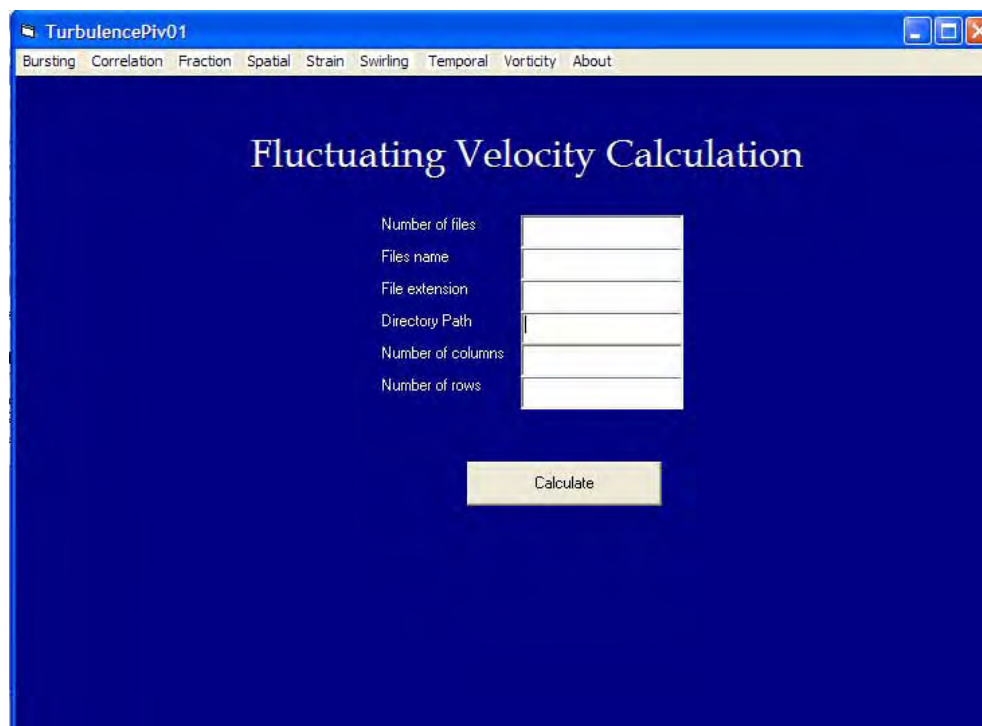 TurbulencePiv01
Bursting Correlation Fraction Spatial Strain Swirling Temporal Vorticity About
Fluctuating Velocity Calculation
Number of files
Files name
File extension
Directory Path
Number of columns
Number of rows
Calculate